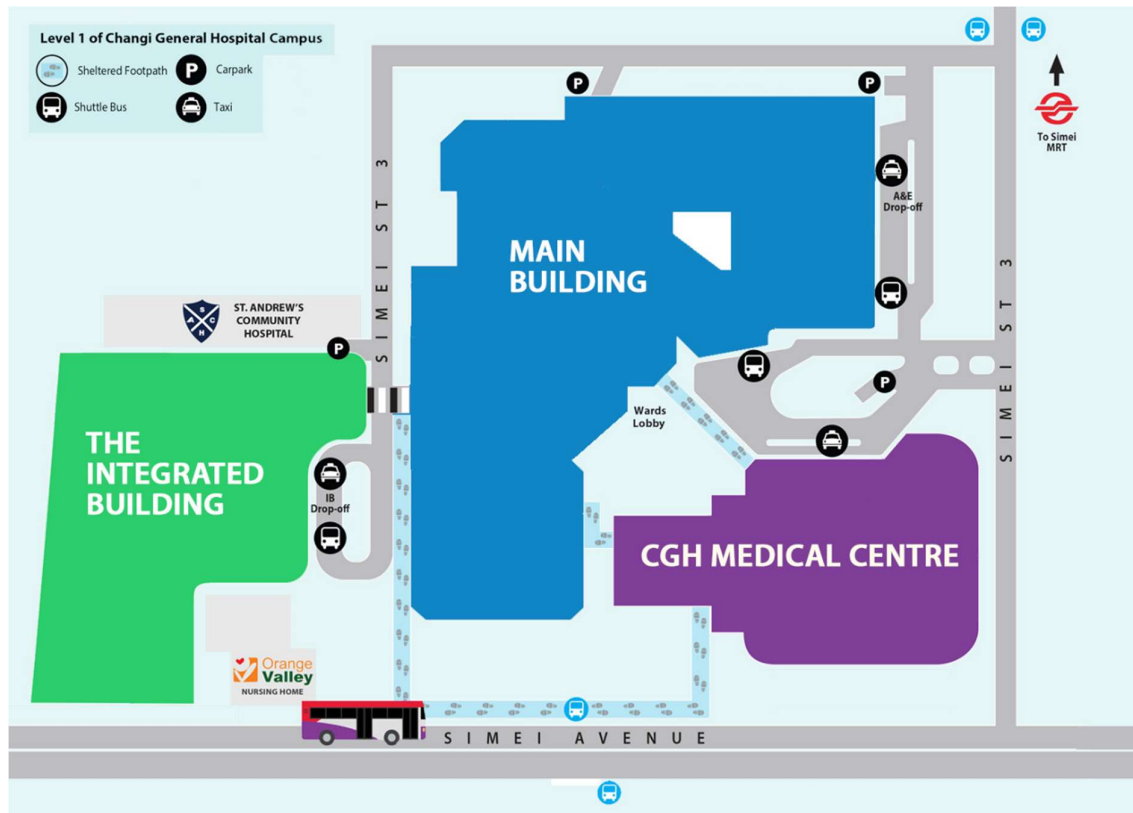 Level 1 of Changi General Hospital Campus
Sheltered Footpath
P
Carpark
Shuttle Bus
Taxi
To Simei
MRT
P
P
SIMEI ST 3
A&E
Drop-off
MAIN
BUILDING
S
A C
H
ST. ANDREW'S
COMMUNITY
HOSPITAL
P
SIMEI ST 3
P
Wards
Lobby
THE
INTEGRATED
BUILDING
IB
Drop-off
CGH MEDICAL CENTRE
Orange
Valley
NURSING HOME
SIMEI AVENUE